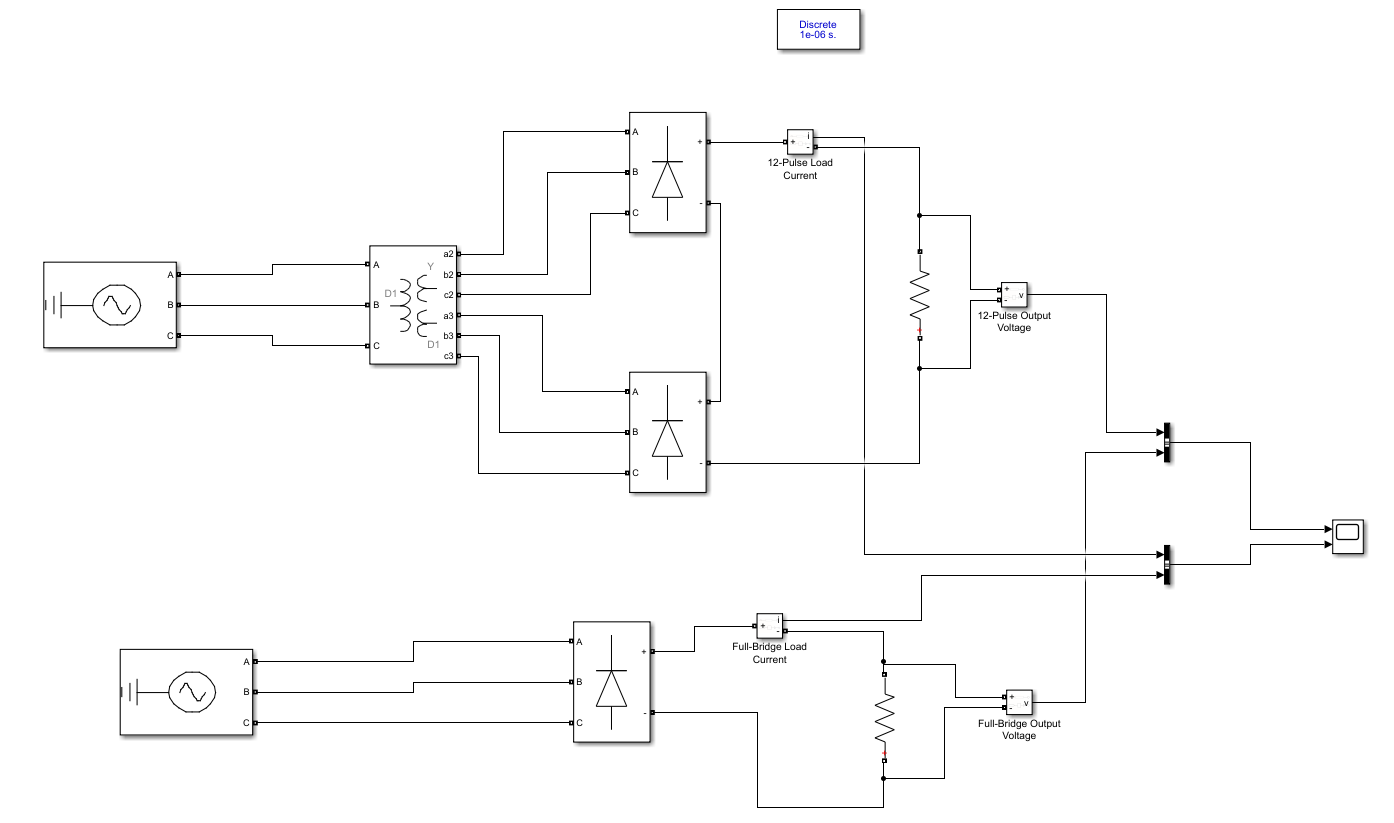 Discrete
1e-06 s.
A
B
C
+
-
+
i
-
12-Pulse Load
Current
A
B
C
A
B
C
D1
Y
D1
a2
b2
c2
a3
b3
c3
+
-
v
12-Pulse Output
Voltage
+
A
B
C
+
-
A
B
C
A
B
C
+
-
+
i
-
Full-Bridge Load
Current
+
+
-
v
Full-Bridge Output
Voltage